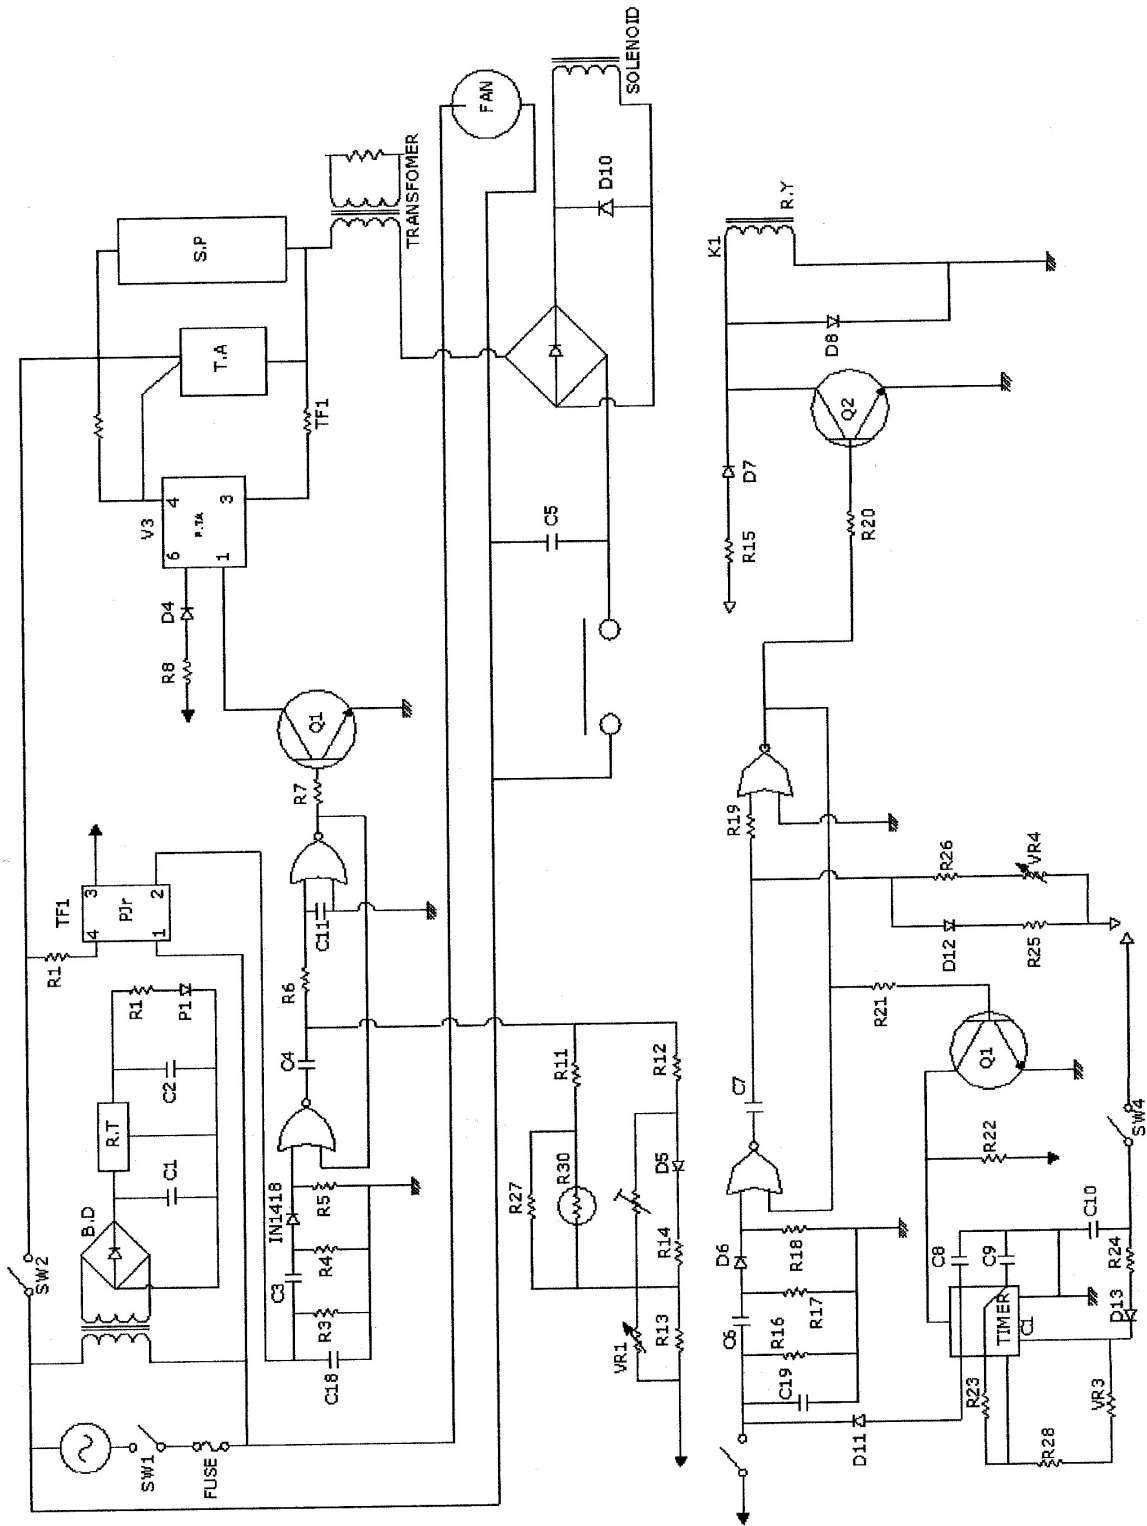 SW1
FUSE
SW2
B.D
R.T
C1
C2
R1
P1
R1
TF1
4
3
PJr
1
2
C18
R3
C3
R4
IN1418
R5
C4
R6
C11
R7
Q1
R8
D4
V3
6
4
1
3
TF1
T.A
S.P
TRANSFOMER
FAN
SOLENOID
D10
C5
R27
R30
R11
R12
D5
R14
VR1
R13
C19
R16
C6
R17
D6
R18
C7
R19
R20
Q2
R15
D7
D8
K1
R.Y
D11
R23
TIMER
C1
C8
C9
C10
R22
Q1
R21
D12
R25
R26
VR4
SW4
R24
D13
VR3
R28